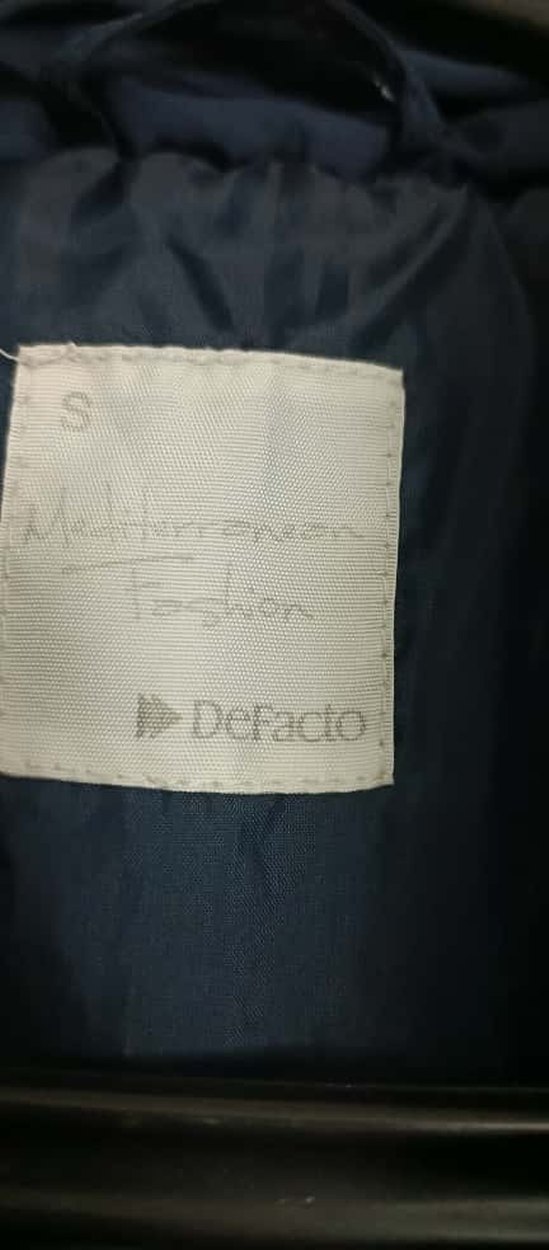 S
Mediterranean
Fashion
DeFacto